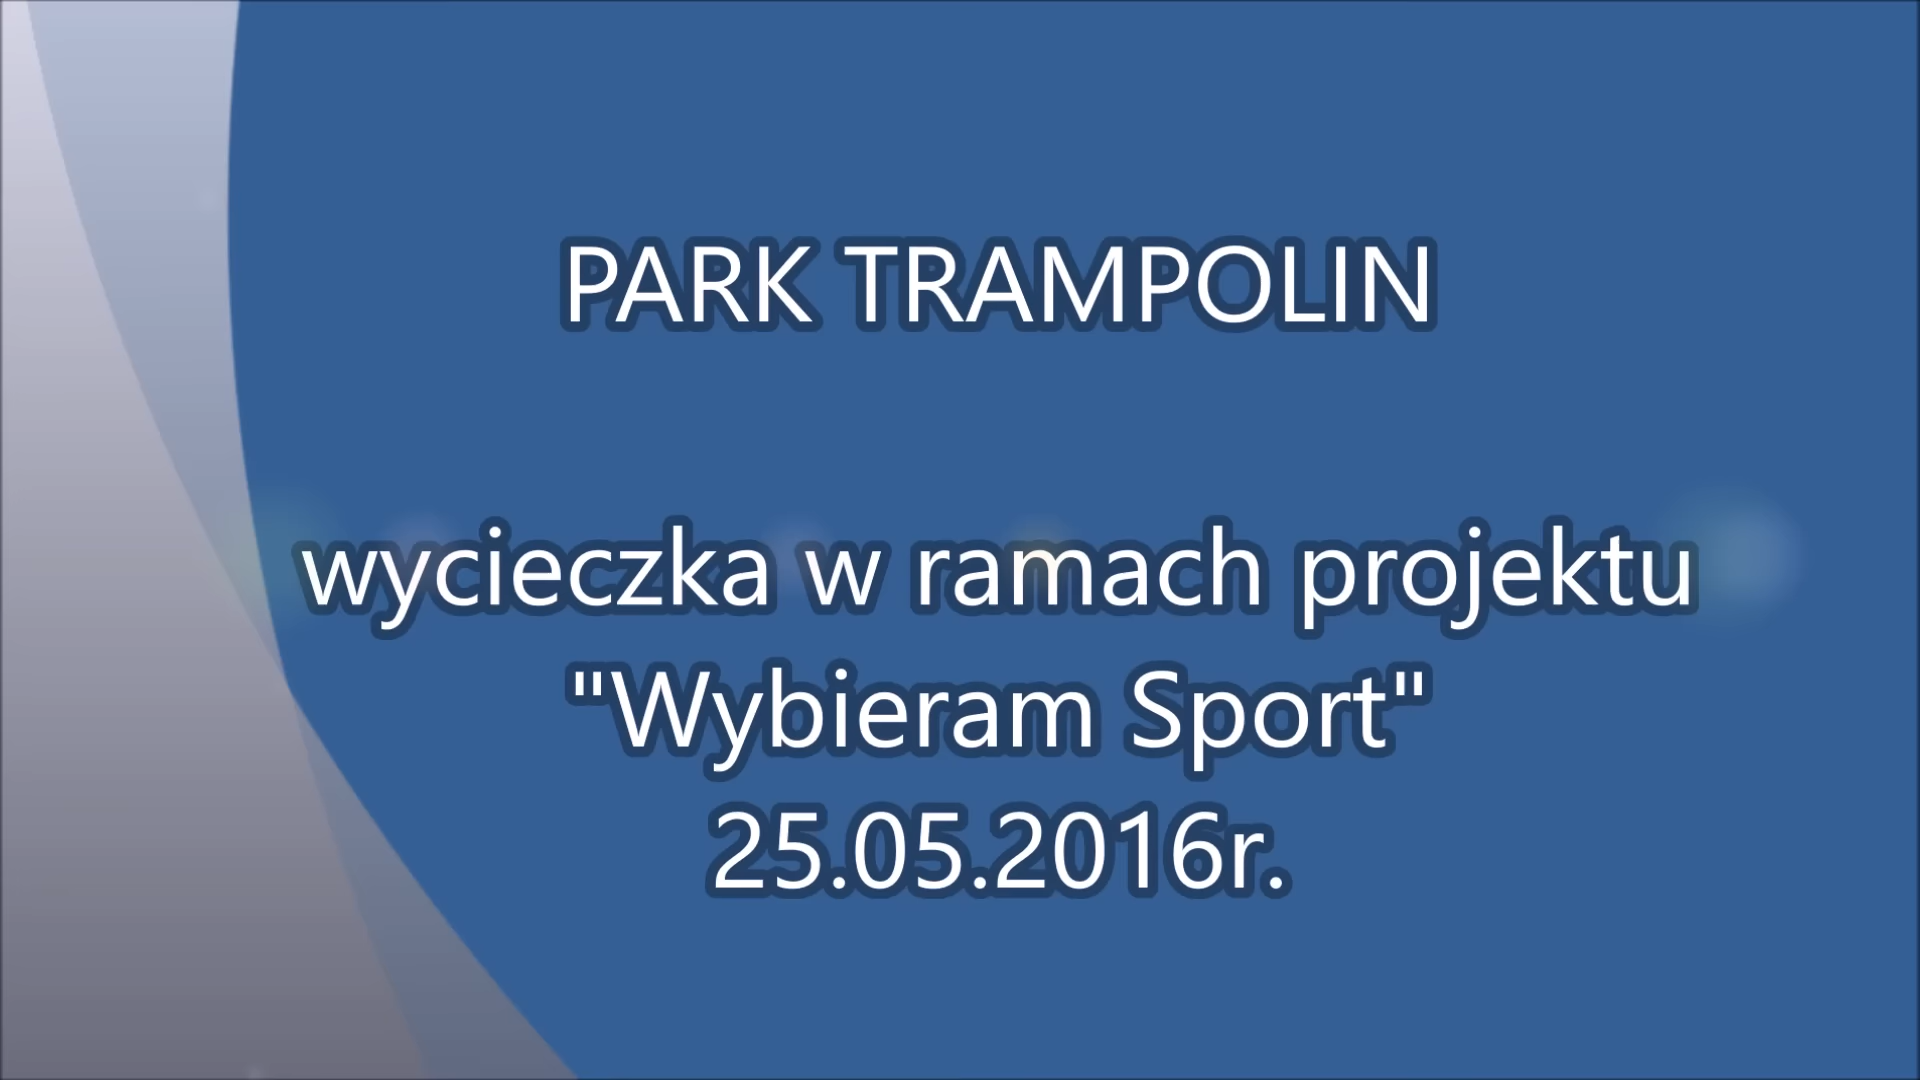 PARK TRAMPOLIN
wycieczka w ramach projektu
"Wybieram Sport"
25.05.2016r.